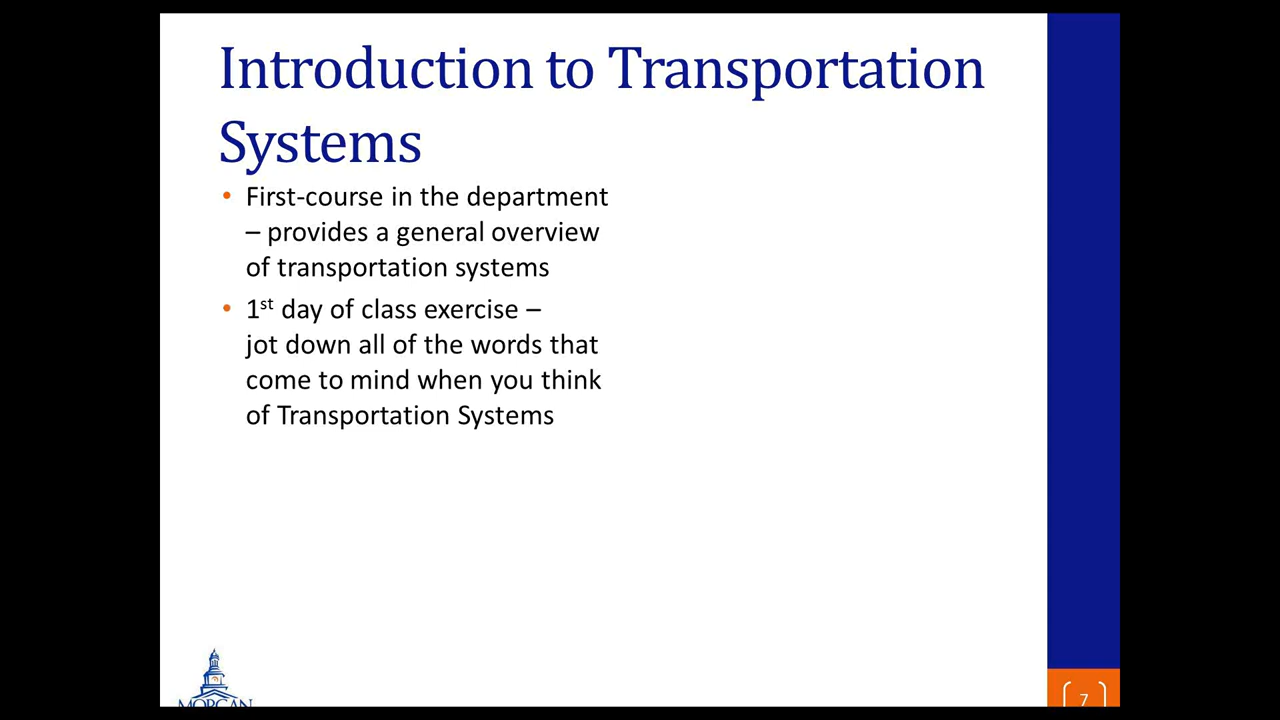 Introduction to Transportation
Systems
• First-course in the department
– provides a general overview
of transportation systems
• 1st day of class exercise –
jot down all of the words that
come to mind when you think
of Transportation Systems
MORGAN
7